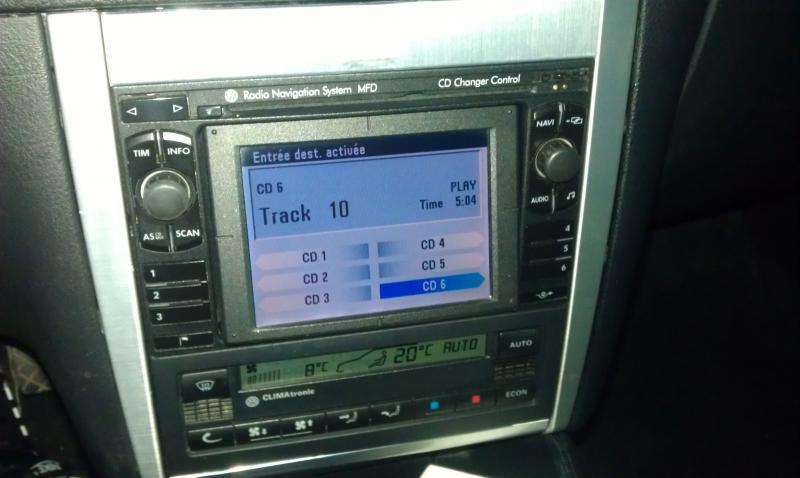 Radio Navigation System MFD
CD Changer Control
TIM
INFO
NAVI
Entrée dest. activée
CD 6
PLAY
Track 10
Time 5:04
AUDIO
AS
SCAN
CD 1
CD 4
CD 2
CD 5
CD 3
CD 6
1
2
3
4
5
6
8°C
20°C AUTO
AUTO
CLIMAtronic
ECON